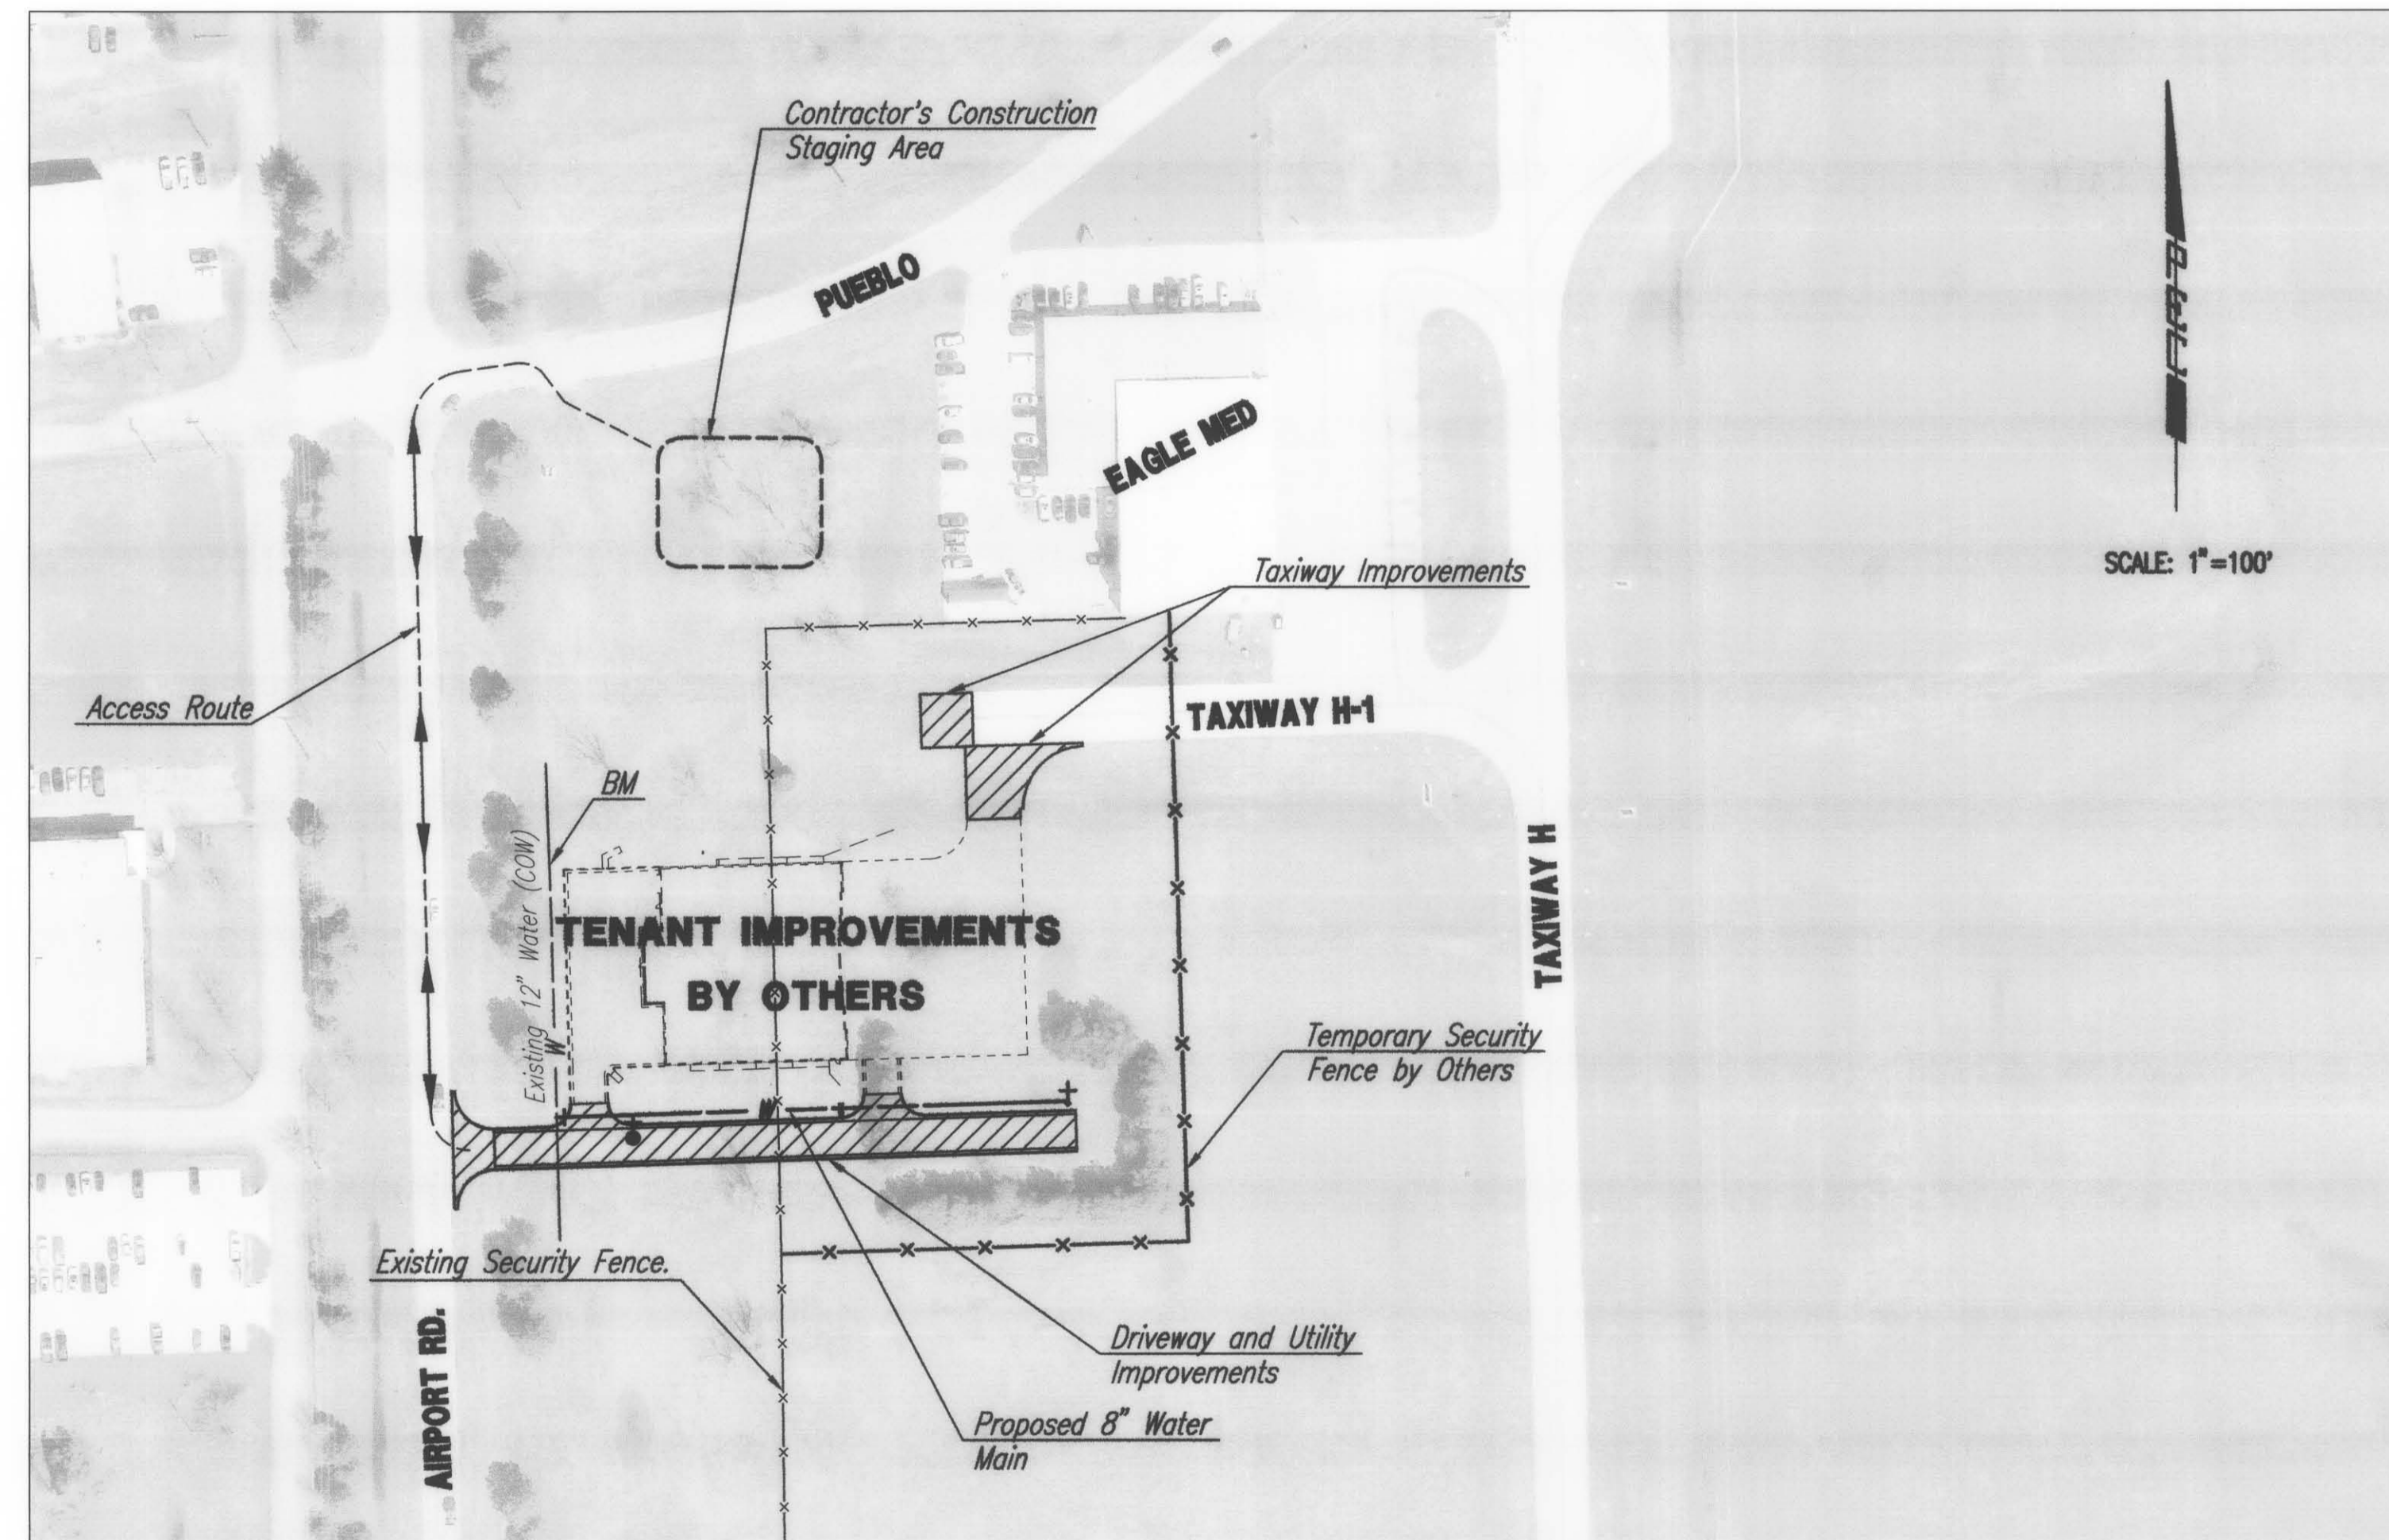 Contractor's Construction
Staging Area
PUEBLO
EAGLE MED
SCALE: 1"=100'
Taxiway Improvements
Access Route
TAXIWAY H-1
BM
Existing 12" Water (COW)
W
TAXIWAY H
TENANT IMPROVEMENTS
BY OTHERS
Temporary Security
Fence by Others
W
Existing Security Fence.
AIRPORT RD.
Driveway and Utility
Improvements
Proposed 8" Water
Main